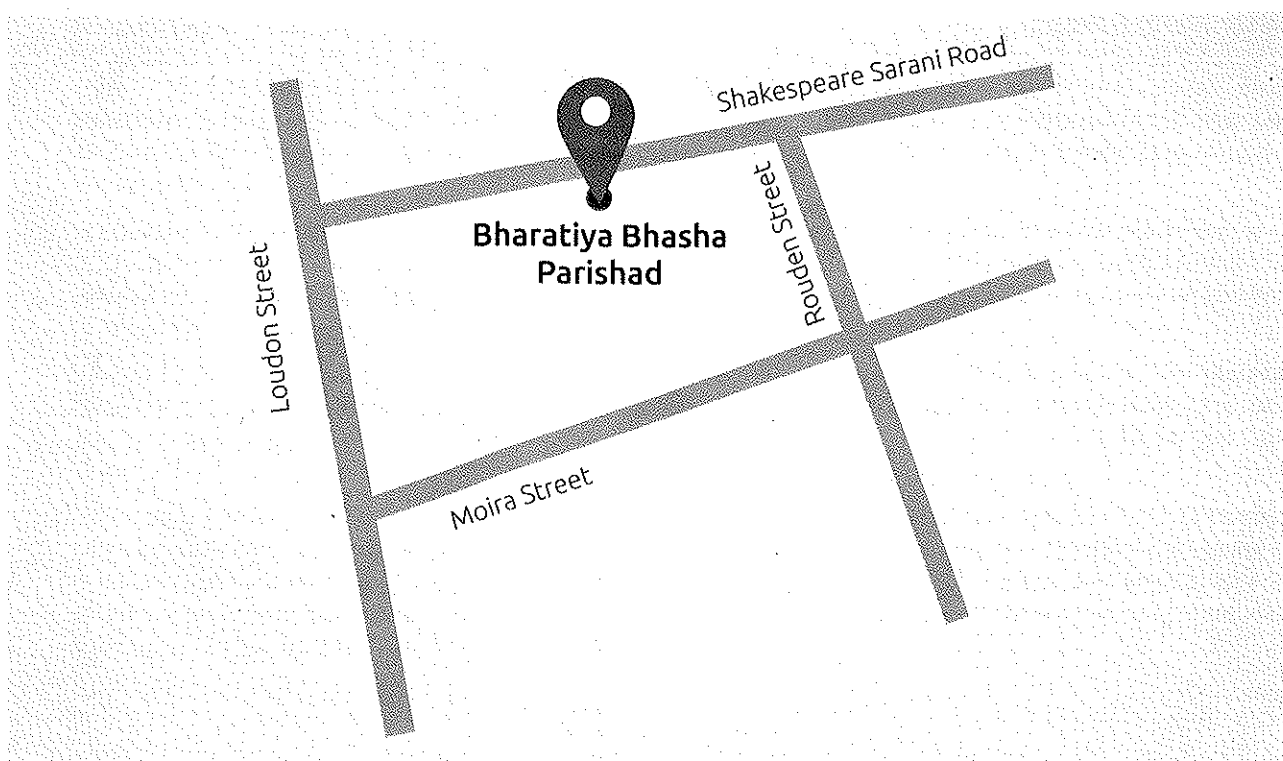 Shakespeare Sarani Road
Bharatiya Bhasha
Parishad
Rouden Street
Loudon Street
Moira Street